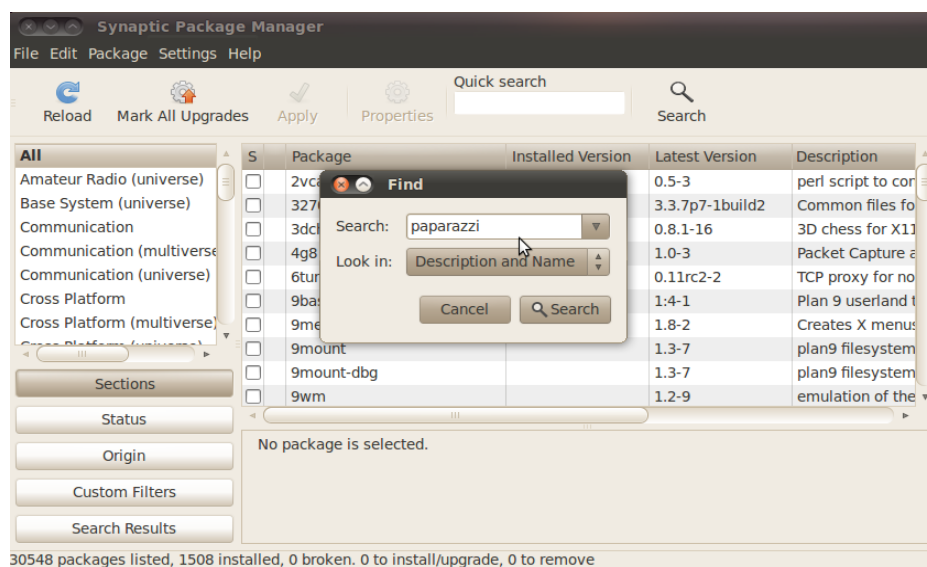 Synaptic Package Manager
File Edit Package Settings Help
Quick search
Reload Mark All Upgrades Apply Properties Search
All
Amateur Radio (universe)
Base System (universe)
Communication
Communication (multiverse
Communication (universe)
Cross Platform
Cross Platform (multiverse)
Sections
Status
Origin
Custom Filters
Search Results
S Package Installed Version Latest Version Description
2vca 0.5-3 perl script to con
327 3.3.7p7-1build2 Common files fo
3dch 0.8.1-16 3D chess for X11
4g8 1.0-3 Packet Capture a
6tun 0.11rc2-2 TCP proxy for no
9bas 1:4-1 Plan 9 userland t
9me 1.8-2 Creates X menus
9mount 1.3-7 plan9 filesystem
9mount-dbg 1.3-7 plan9 filesystem
9wm 1.2-9 emulation of the
Find
Search: paparazzi
Look in: Description and Name
Cancel Search
No package is selected.
30548 packages listed, 1508 installed, 0 broken. 0 to install/upgrade, 0 to remove